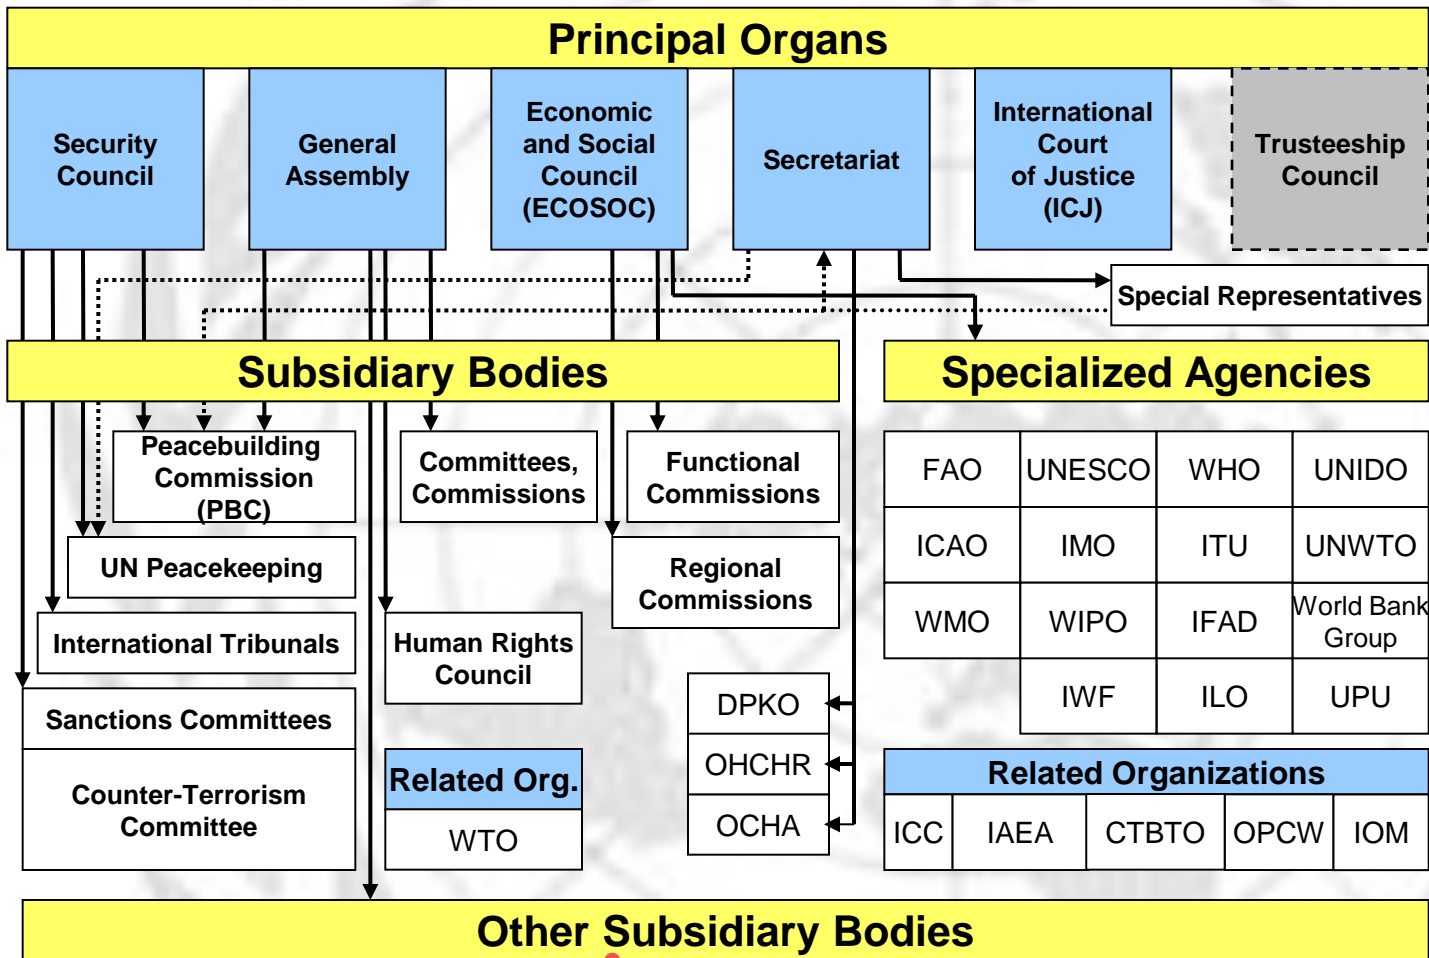 Principal Organs
Security
Council
General
Assembly
Economic
and Social
Council
(ECOSOC)
Secretariat
International
Court
of Justice
(ICJ)
Trusteeship
Council
Special Representatives
Subsidiary Bodies
Specialized Agencies
Peacebuilding
Commission
(PBC)
Committees,
Commissions
Functional
Commissions
UN Peacekeeping
Regional
Commissions
International Tribunals
Human Rights
Council
Sanctions Committees
Counter-Terrorism
Committee
Related Org.
WTO
DPKO
OHCHR
OCHA
FAO UNESCO WHO UNIDO
ICAO IMO ITU UNWTO
WMO WIPO IFAD World Bank
Group
IWF ILO UPU
Related Organizations
ICC IAEA CTBTO OPCW IOM
Other Subsidiary Bodies